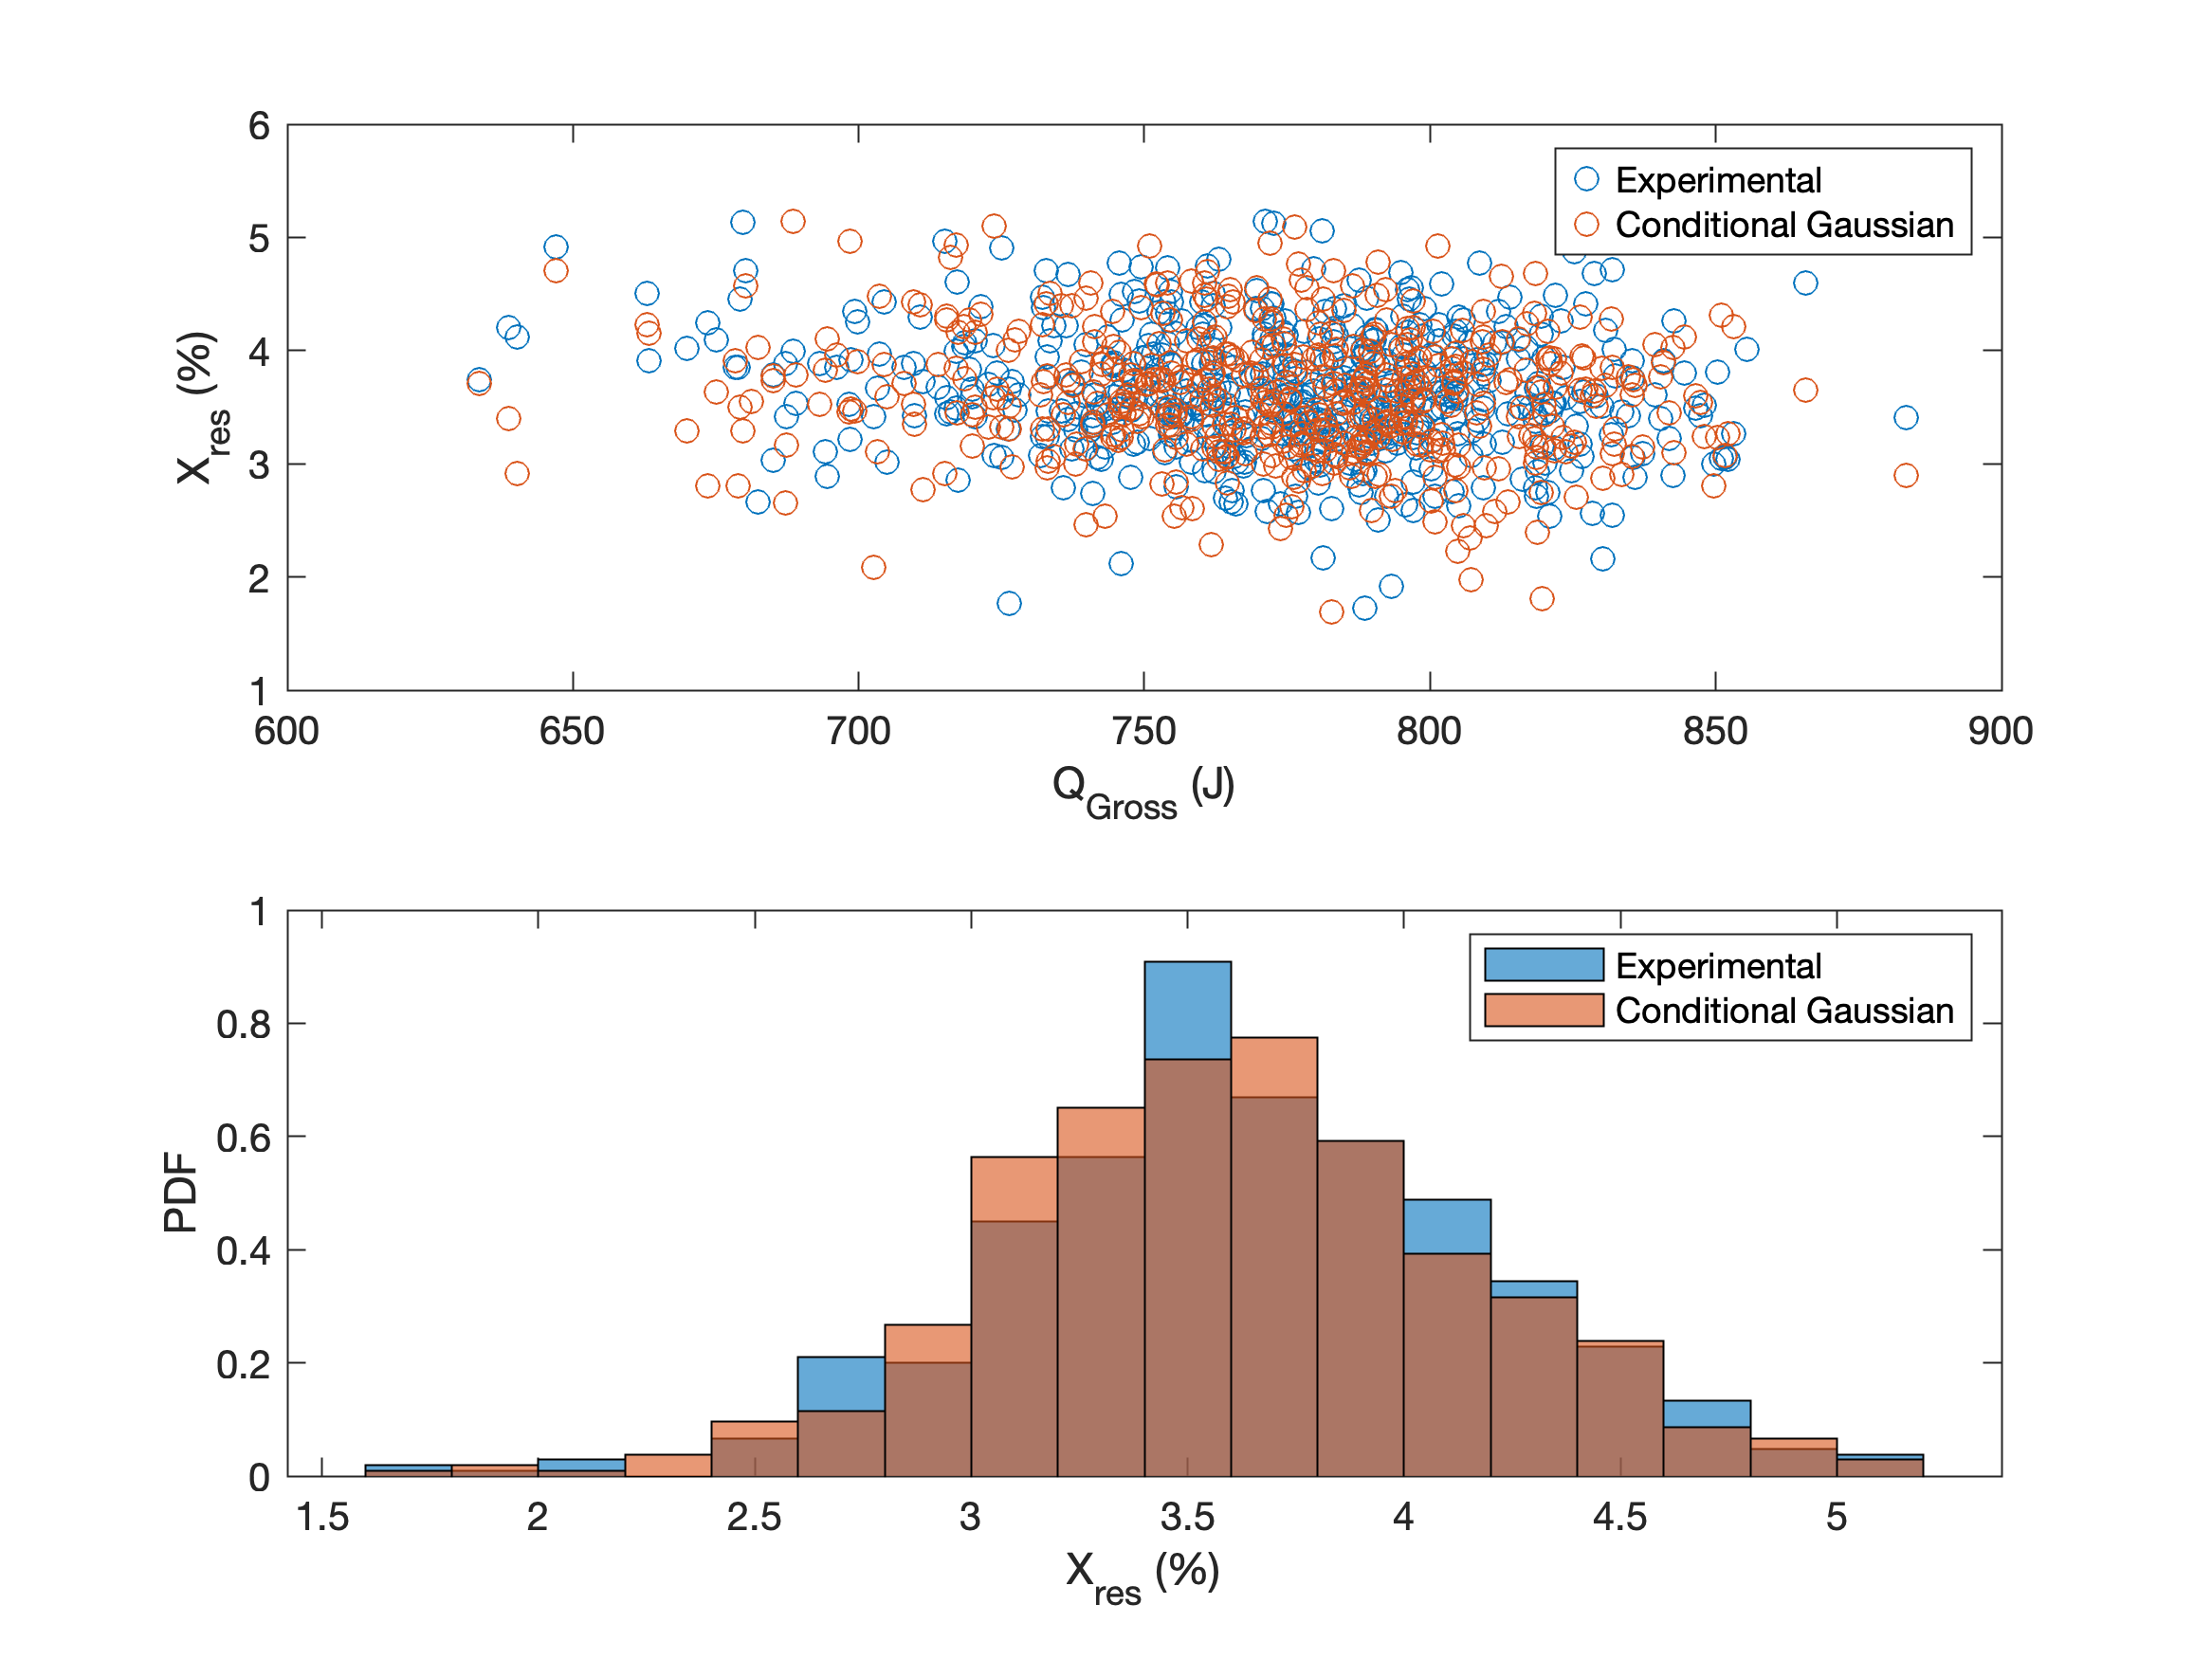 6
5
4
3
2
1
X_res (%)
Experimental
Conditional Gaussian
600 650 700 750 800 850 900
Q_Gross (J)
1
0.8
0.6
0.4
0.2
0
PDF
Experimental
Conditional Gaussian
1.5 2 2.5 3 3.5 4 4.5 5
X_res (%)